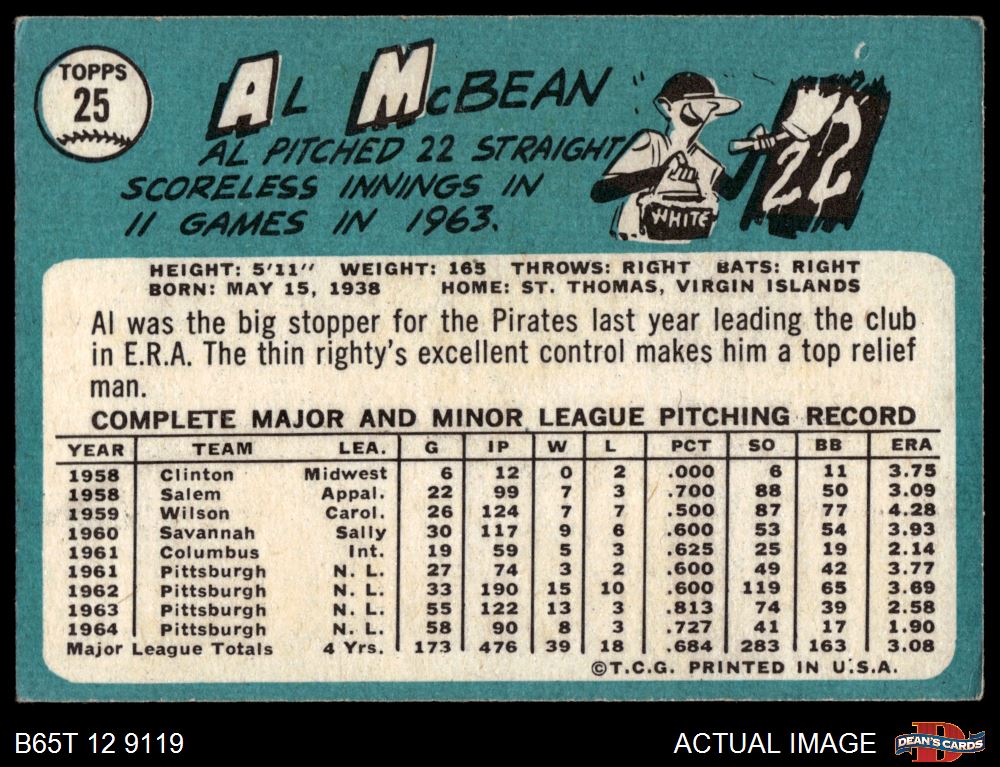 TOPPS
25
AL McBEAN
AL PITCHED 22 STRAIGHT
SCORELESS INNINGS IN
11 GAMES IN 1963.
22
WHITE
HEIGHT: 5'11" WEIGHT: 165 THROWS: RIGHT BATS: RIGHT
BORN: MAY 15, 1938 HOME: ST. THOMAS, VIRGIN ISLANDS
Al was the big stopper for the Pirates last year leading the club
in E.R.A. The thin righty's excellent control makes him a top relief
man.
COMPLETE MAJOR AND MINOR LEAGUE PITCHING RECORD
YEAR TEAM LEA. G IP W L PCT SO BB ERA
1958 Clinton Midwest 6 12 0 2 .000 6 11 3.75
1958 Salem Appal. 22 99 7 3 .700 88 50 3.09
1959 Wilson Carol. 26 124 7 7 .500 87 77 4.28
1960 Savannah Sally 30 117 9 6 .600 53 54 3.93
1961 Columbus Int. 19 59 5 3 .625 25 19 2.14
1961 Pittsburgh N. L. 27 74 3 2 .600 49 42 3.77
1962 Pittsburgh N. L. 33 190 15 10 .600 119 65 3.69
1963 Pittsburgh N. L. 55 122 13 3 .813 74 39 2.58
1964 Pittsburgh N. L. 58 90 8 3 .727 41 17 1.90
Major League Totals 4 Yrs. 173 476 39 18 .684 283 163 3.08
©T.C.G. PRINTED IN U.S.A.
B65T 12 9119
ACTUAL IMAGE
D
DEAN'S CARDS